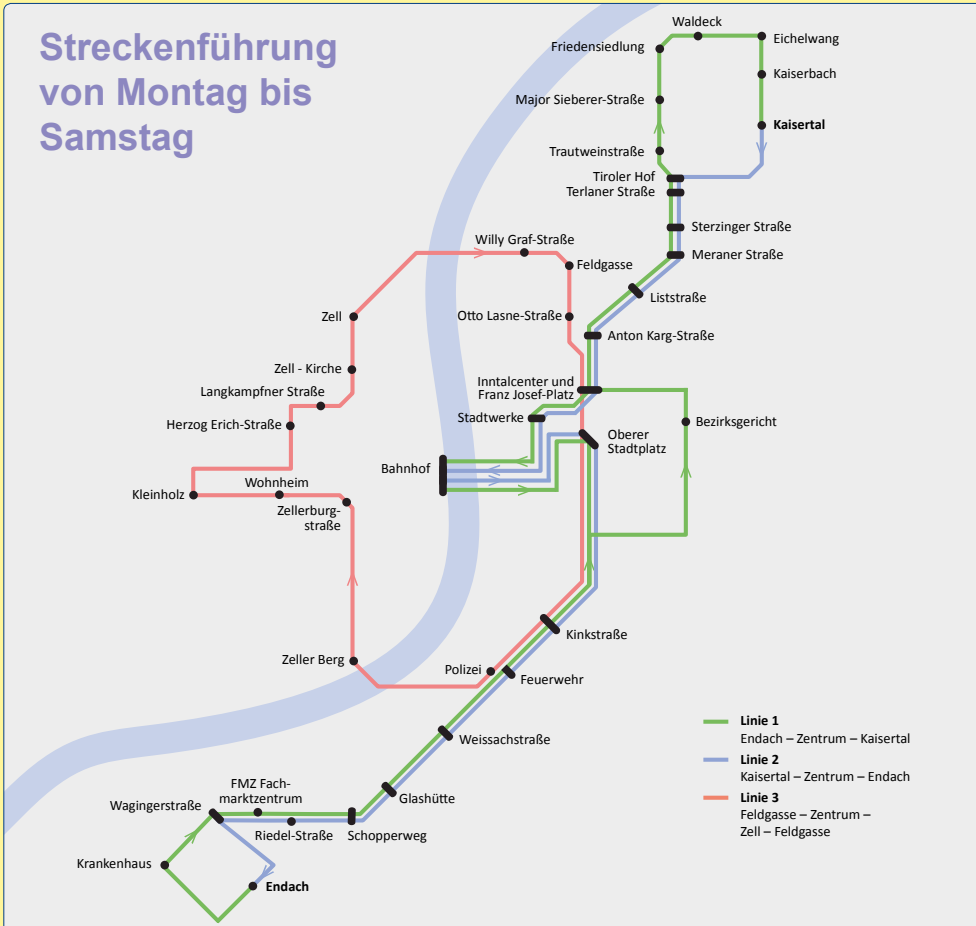 Streckenführung
von Montag bis
Samstag
Waldeck
Friedensiedlung
Eichelwang
Kaiserbach
Major Sieberer-Straße
Kaisertal
Trautweinstraße
Tiroler Hof
Terlaner Straße
Sterzinger Straße
Meraner Straße
Willy Graf-Straße
Feldgasse
Liststraße
Zell
Otto Lasne-Straße
Anton Karg-Straße
Zell - Kirche
Inntalcenter und
Franz Josef-Platz
Langkampfner Straße
Stadtwerke
Herzog Erich-Straße
Bezirksgericht
Oberer
Stadtplatz
Bahnhof
Kleinholz
Wohnheim
Zellerburg-
straße
Kinkstraße
Zeller Berg
Polizei
Feuerwehr
Weissachstraße
Linie 1
Endach – Zentrum – Kaisertal
Linie 2
Kaisertal – Zentrum – Endach
Linie 3
Feldgasse – Zentrum –
Zell – Feldgasse
FMZ Fach-
marktzentrum
Glashütte
Wagingerstraße
Riedel-Straße
Schopperweg
Krankenhaus
Endach